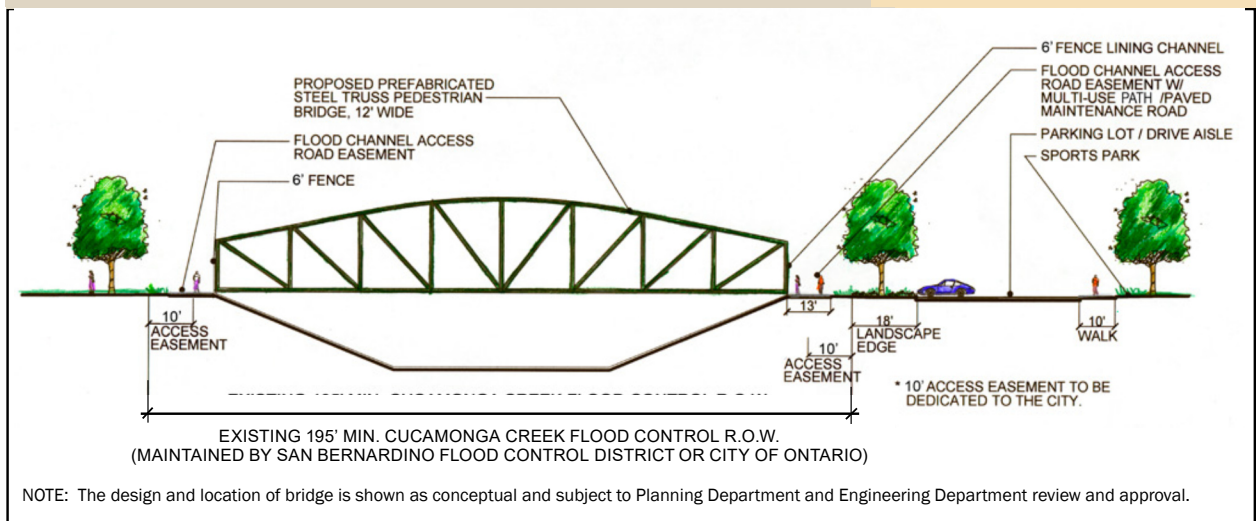 6' FENCE LINING CHANNEL
FLOOD CHANNEL ACCESS
ROAD EASEMENT W/
MULTI-USE PATH /PAVED
MAINTENANCE ROAD
PARKING LOT / DRIVE AISLE
SPORTS PARK
PROPOSED PREFABRICATED
STEEL TRUSS PEDESTRIAN
BRIDGE, 12' WIDE
FLOOD CHANNEL ACCESS
ROAD EASEMENT
6' FENCE
10'
ACCESS
EASEMENT
13'
10'
ACCESS
EASEMENT
18'
LANDSCAPE
EDGE
10'
WALK
* 10' ACCESS EASEMENT TO BE
DEDICATED TO THE CITY.
EXISTING 195' MIN. CUCAMONGA CREEK FLOOD CONTROL R.O.W.
(MAINTAINED BY SAN BERNARDINO FLOOD CONTROL DISTRICT OR CITY OF ONTARIO)
NOTE: The design and location of bridge is shown as conceptual and subject to Planning Department and Engineering Department review and approval.